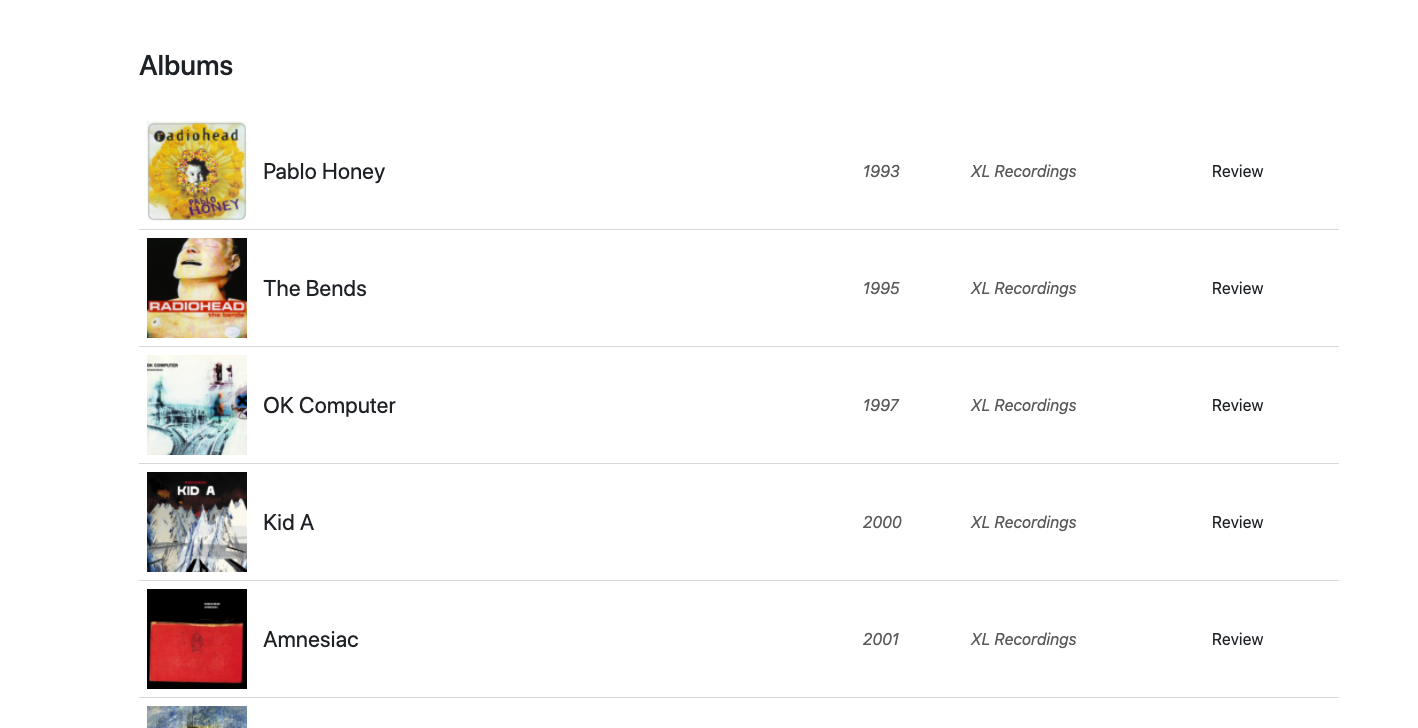 Albums
radiohead
PABLO
HONEY
Pablo Honey 1993 XL Recordings Review
RADIOHEAD
the bends
The Bends 1995 XL Recordings Review
OK COMPUTER
OK Computer 1997 XL Recordings Review
KID A
Kid A 2000 XL Recordings Review
Amnesiac 2001 XL Recordings Review